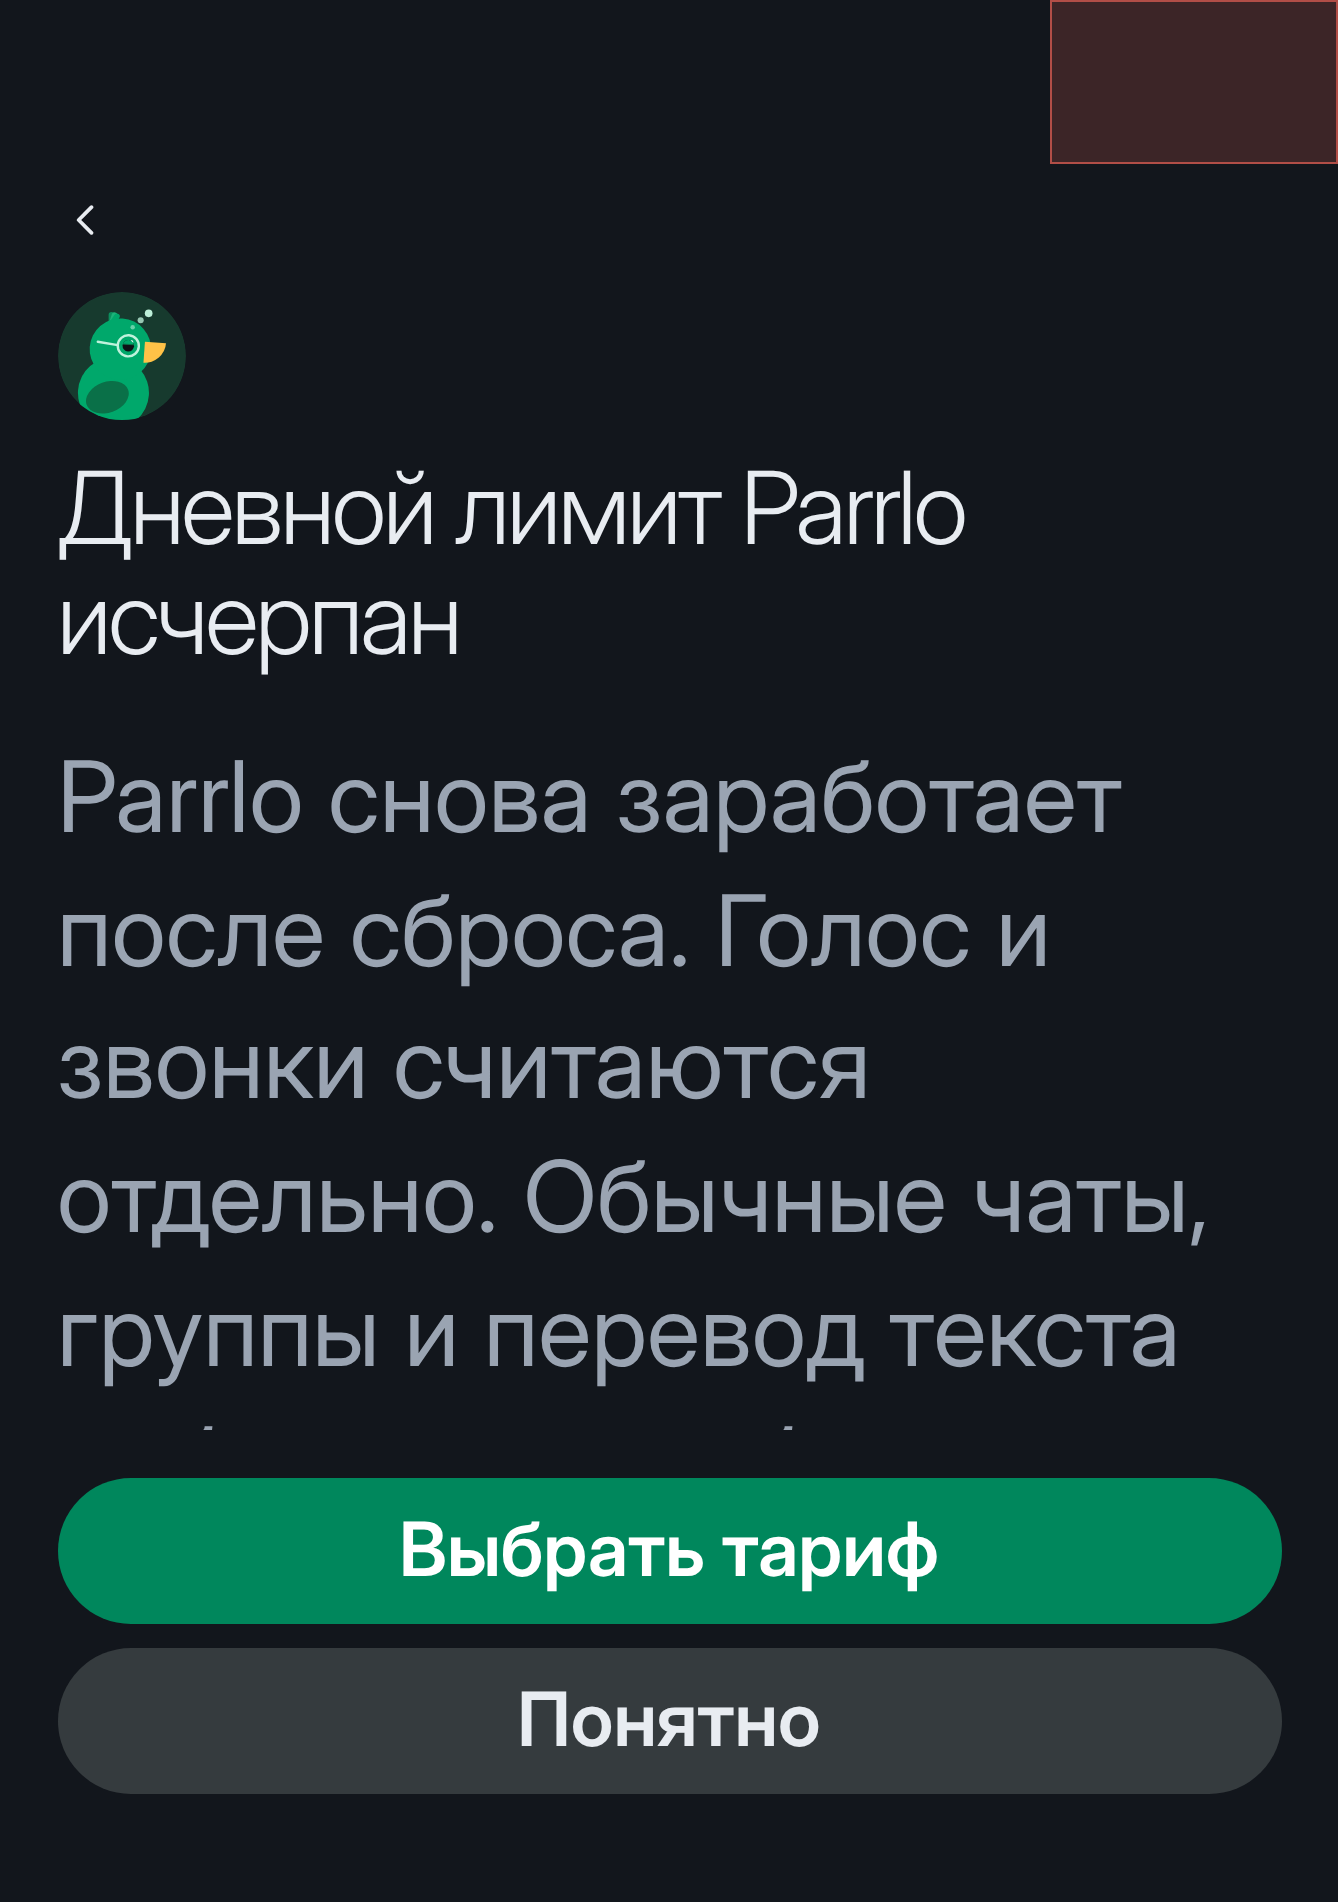 Дневной лимит Parrlo
исчерпан
Parrlo снова заработает
после сброса. Голос и
звонки считаются
отдельно. Обычные чаты,
группы и перевод текста
Выбрать тариф
Понятно